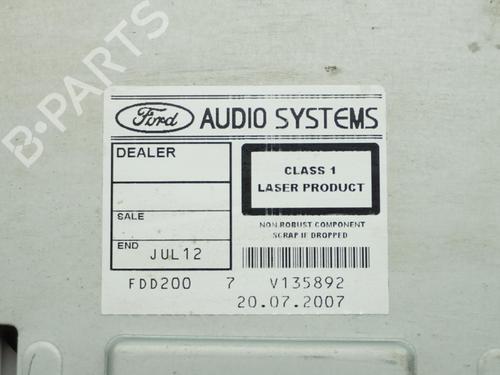 B-PARTS
Ford AUDIO SYSTEMS
DEALER
CLASS 1
LASER PRODUCT
SALE
NON ROBUST COMPONENT
SCRAP IF DROPPED
END JUL12
FDD200 7 V135892
20.07.2007